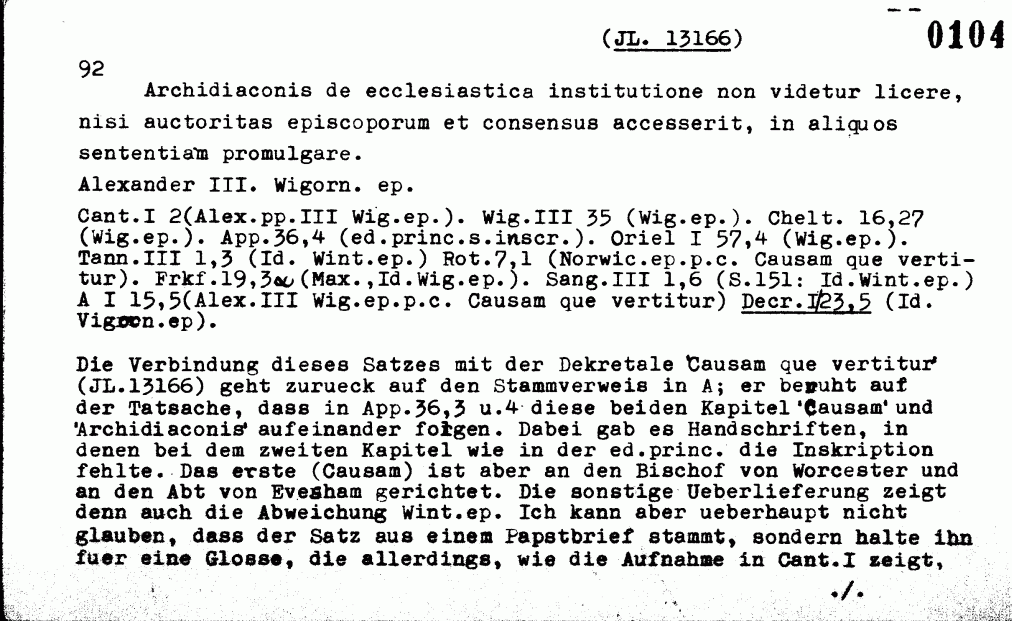 (JL. 13166)
0104
92
Archidiaconis de ecclesiastica institutione non videtur licere,
nisi auctoritas episcoporum et consensus accesserit, in aliquos
sententiam promulgare.
Alexander III. Wigorn. ep.
Cant.I 2(Alex.pp.III Wig.ep.). Wig.III 35 (Wig.ep.). Chelt. 16,27
(Wig.ep.). App.36,4 (ed.princ.s.inscr.). Oriel I 57,4 (Wig.ep.).
Tann.III 1,3 (Id. Wint.ep.) Rot.7,1 (Norwic.ep.p.c. Causam que verti-
tur). Frkf.19,3α (Max.,Id.Wig.ep.). Sang.III 1,6 (S.151: Id.Wint.ep.)
A I 15,5(Alex.III Wig.ep.p.c. Causam que vertitur) Decr.I/23,5 (Id.
Vigorn.ep).
Die Verbindung dieses Satzes mit der Dekretale 'Causam que vertitur'
(JL.13166) geht zurueck auf den Stammverweis in A; er beruht auf
der Tatsache, dass in App.36,3 u.4 diese beiden Kapitel 'Causam' und
'Archidiaconis' aufeinander folgen. Dabei gab es Handschriften, in
denen bei dem zweiten Kapitel wie in der ed.princ. die Inskription
fehlte. Das erste (Causam) ist aber an den Bischof von Worcester und
an den Abt von Evesham gerichtet. Die sonstige Ueberlieferung zeigt
denn auch die Abweichung Wint.ep. Ich kann aber ueberhaupt nicht
glauben, dass der Satz aus einem Papstbrief stammt, sondern halte ihn
fuer eine Glosse, die allerdings, wie die Aufnahme in Cant.I zeigt,
./.